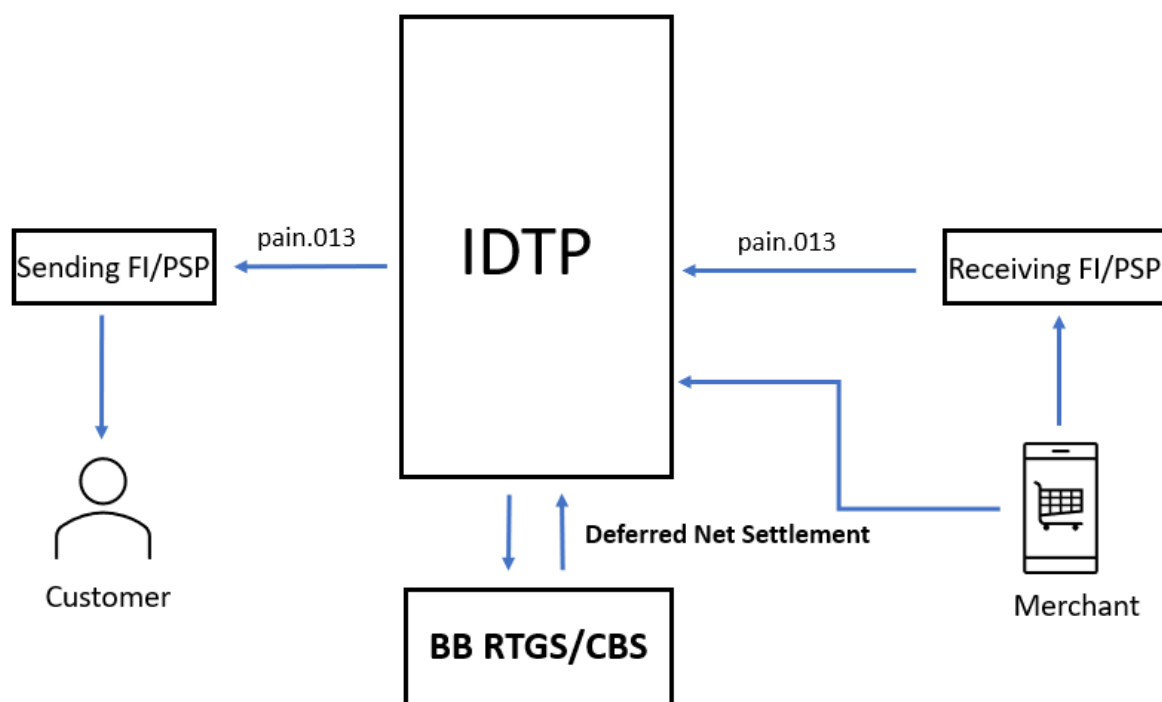 IDTP
pain.013
pain.013
Sending FI/PSP
Receiving FI/PSP
Deferred Net Settlement
Customer
Merchant
BB RTGS/CBS